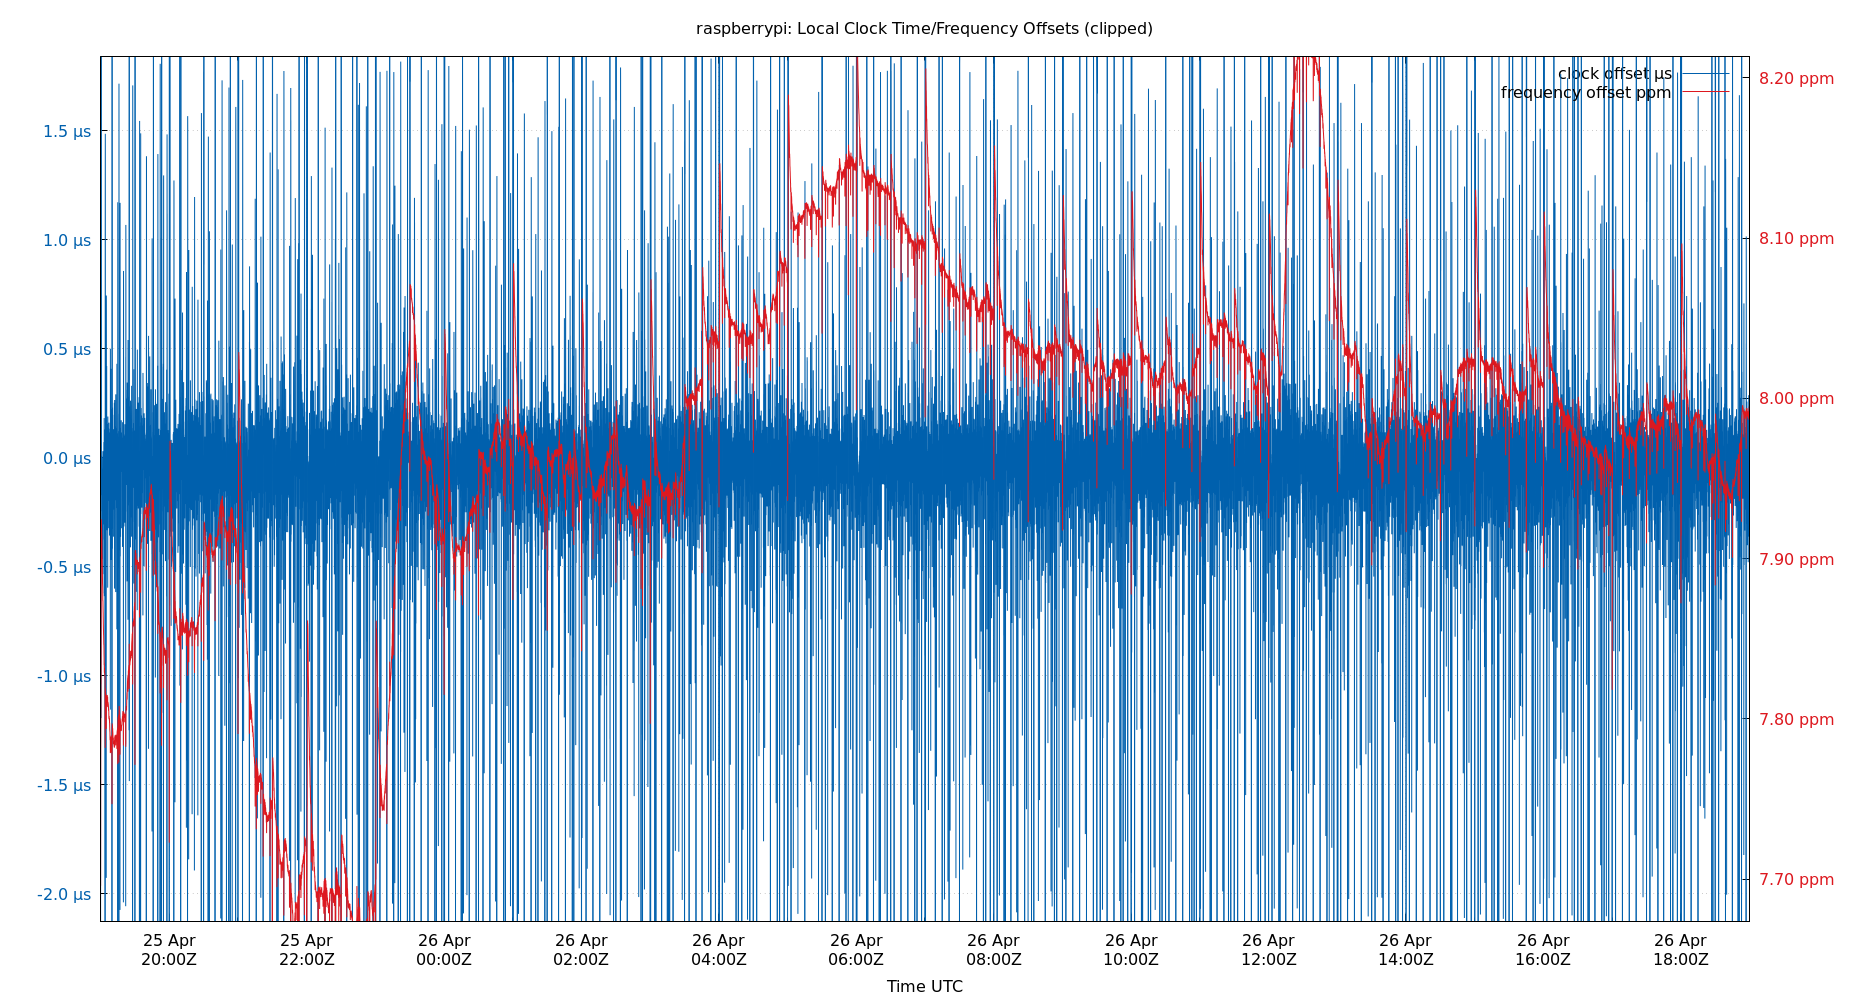 raspberrypi: Local Clock Time/Frequency Offsets (clipped)
clock offset µs
frequency offset ppm
1.5 µs
1.0 µs
0.5 µs
0.0 µs
-0.5 µs
-1.0 µs
-1.5 µs
-2.0 µs
8.20 ppm
8.10 ppm
8.00 ppm
7.90 ppm
7.80 ppm
7.70 ppm
25 Apr 25 Apr 26 Apr 26 Apr 26 Apr 26 Apr 26 Apr 26 Apr 26 Apr 26 Apr 26 Apr 26 Apr
20:00Z 22:00Z 00:00Z 02:00Z 04:00Z 06:00Z 08:00Z 10:00Z 12:00Z 14:00Z 16:00Z 18:00Z
Time UTC